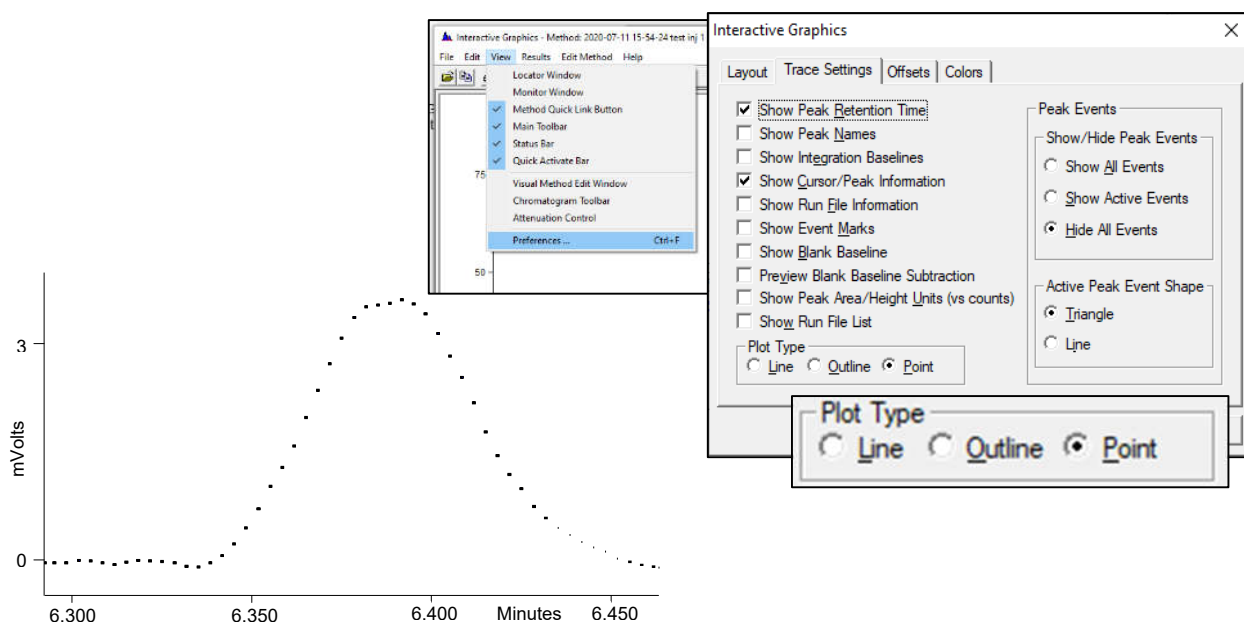 Interactive Graphics - Method: 2020-07-11 15-54-24 test inj 1
File Edit View Results Edit Method Help
Locator Window
Monitor Window
Method Quick Link Button
Main Toolbar
Status Bar
Quick Activate Bar
Visual Method Edit Window
Chromatogram Toolbar
Attenuation Control
Preferences ... Ctrl+F
75
50
Interactive Graphics
Layout Trace Settings Offsets Colors
Show Peak Retention Time
Show Peak Names
Show Integration Baselines
Show Cursor/Peak Information
Show Run File Information
Show Event Marks
Show Blank Baseline
Preview Blank Baseline Subtraction
Show Peak Area/Height Units (vs counts)
Show Run File List
Plot Type
Line Outline Point
Peak Events
Show/Hide Peak Events
Show All Events
Show Active Events
Hide All Events
Active Peak Event Shape
Triangle
Line
Plot Type
Line Outline Point
mVolts
3
0
6.300 6.350 6.400 Minutes 6.450